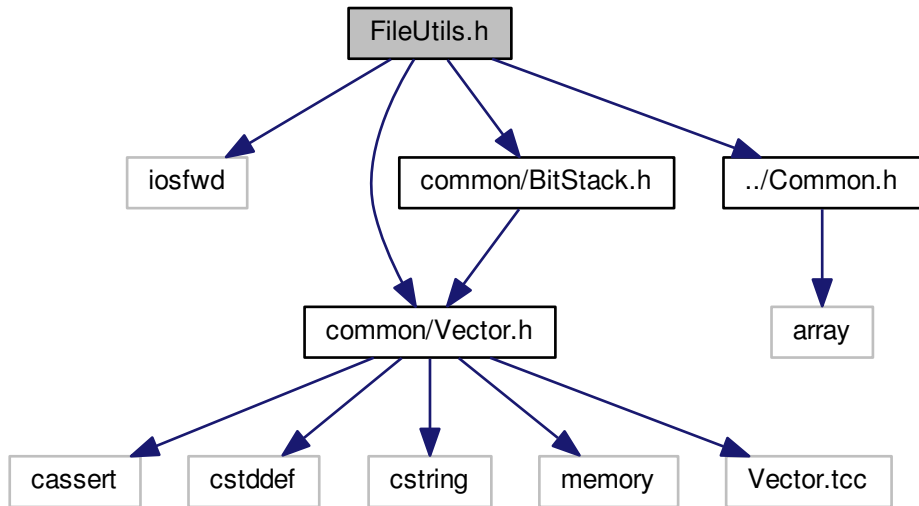 FileUtils.h
iosfwd
common/BitStack.h
../Common.h
common/Vector.h
array
cassert
cstddef
cstring
memory
Vector.tcc